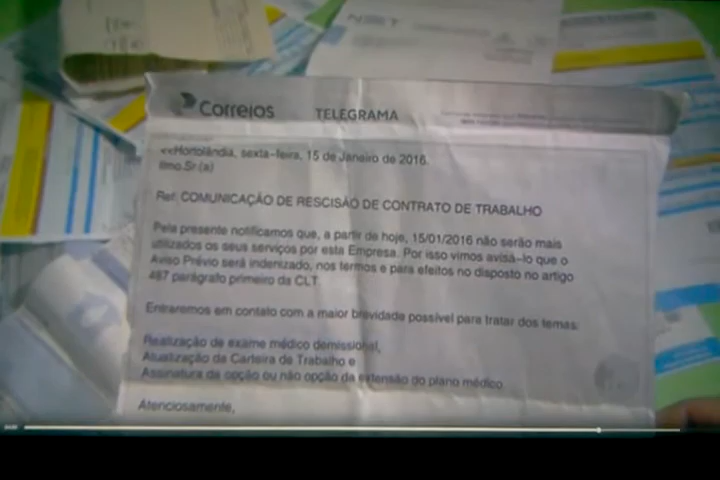 Correios TELEGRAMA
<<Hortolândia, sexta-feira, 15 de Janeiro de 2016.
Ilmo.Sr.(a)
Ref: COMUNICAÇÃO DE RESCISÃO DE CONTRATO DE TRABALHO
Pela presente notificamos que, a partir de hoje, 15/01/2016 não serão mais
utilizados os seus serviços por esta Empresa. Por isso vimos avisá-lo que o
Aviso Prévio será indenizado, nos termos e para efeitos no disposto no artigo
487 parágrafo primeiro da CLT.
Entraremos em contato com a maior brevidade possível para tratar dos temas:
Realização de exame médico demissional,
Atualização da Carteira de Trabalho e
Assinatura da opção ou não opção da extensão do plano médico
Atenciosamente,